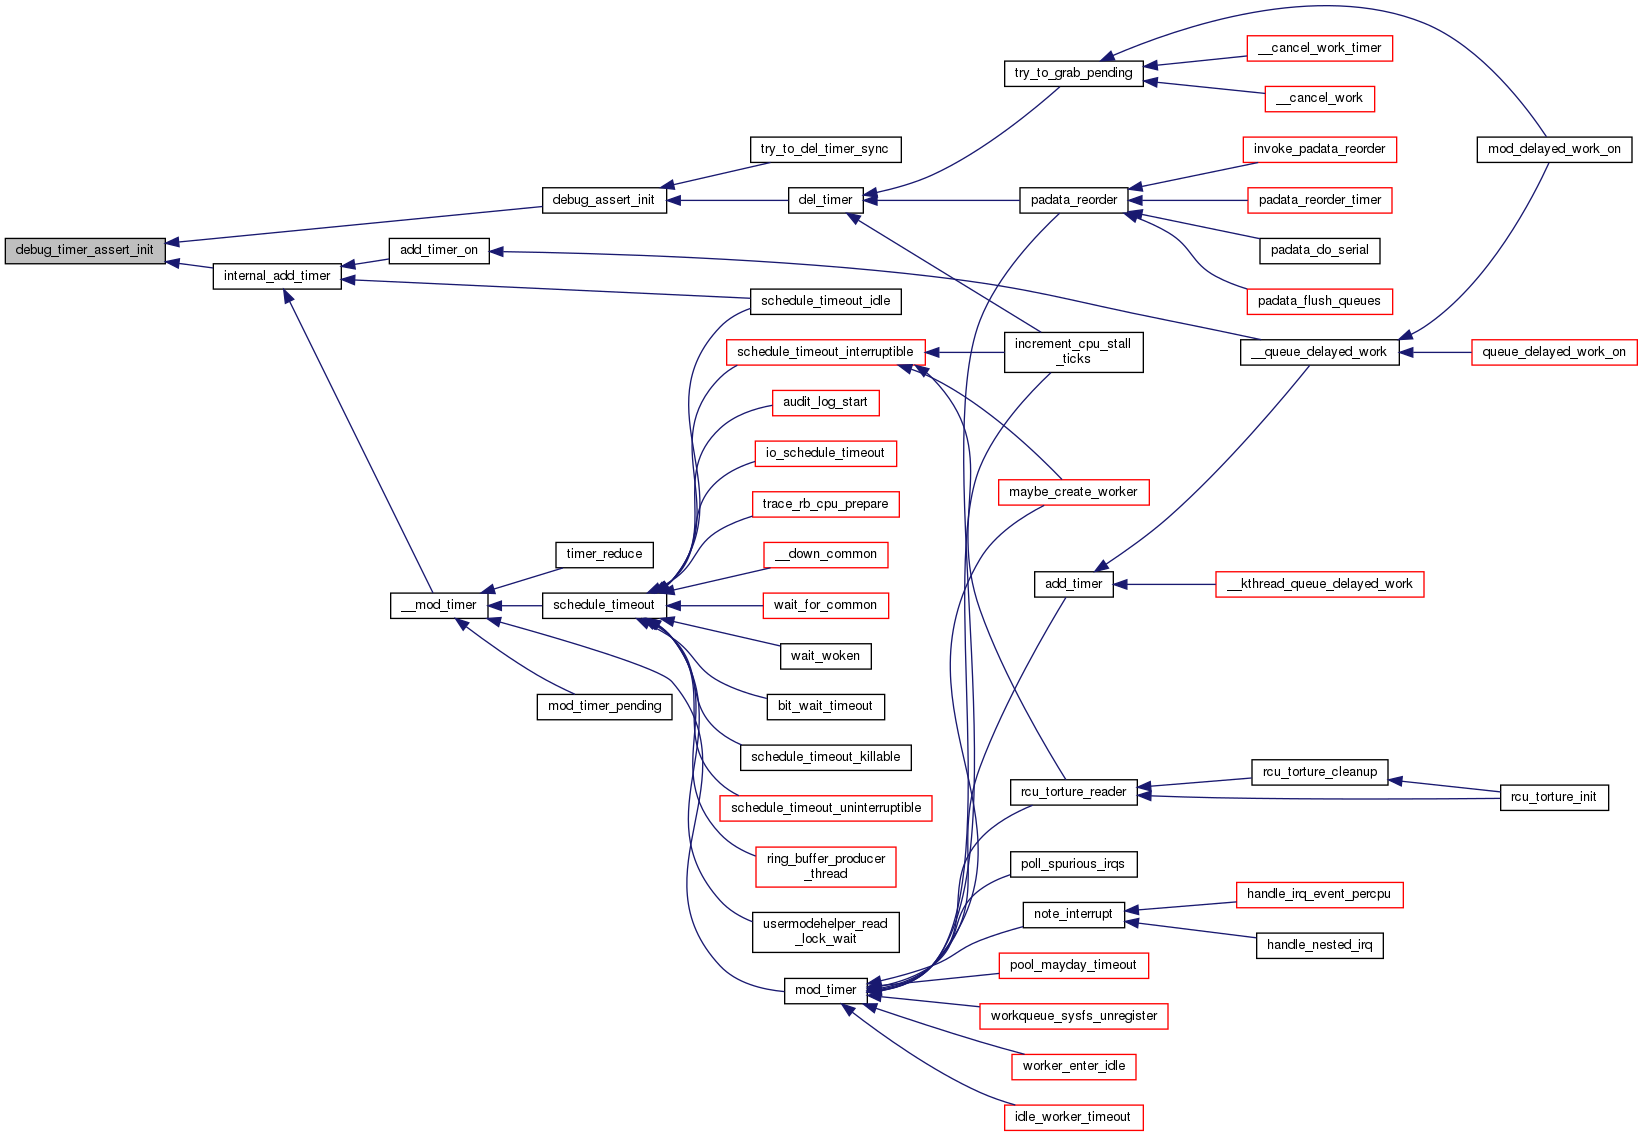 debug_timer_assert_init
debug_assert_init
internal_add_timer
try_to_del_timer_sync
del_timer
add_timer_on
schedule_timeout_idle
__mod_timer
timer_reduce
schedule_timeout
mod_timer_pending
schedule_timeout_interruptible
audit_log_start
io_schedule_timeout
trace_rb_cpu_prepare
__down_common
wait_for_common
wait_woken
bit_wait_timeout
schedule_timeout_killable
schedule_timeout_uninterruptible
ring_buffer_producer
_thread
usermodehelper_read
_lock_wait
mod_timer
try_to_grab_pending
padata_reorder
increment_cpu_stall
_ticks
maybe_create_worker
add_timer
rcu_torture_reader
poll_spurious_irqs
note_interrupt
pool_mayday_timeout
workqueue_sysfs_unregister
worker_enter_idle
idle_worker_timeout
__cancel_work_timer
__cancel_work
invoke_padata_reorder
padata_reorder_timer
padata_do_serial
padata_flush_queues
__queue_delayed_work
__kthread_queue_delayed_work
rcu_torture_cleanup
handle_irq_event_percpu
handle_nested_irq
mod_delayed_work_on
queue_delayed_work_on
rcu_torture_init